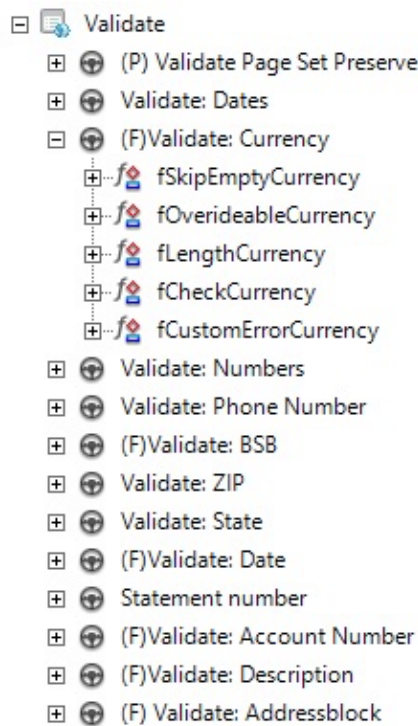 Validate
(P) Validate Page Set Preserve
Validate: Dates
(F)Validate: Currency
fSkipEmptyCurrency
fOverideableCurrency
fLengthCurrency
fCheckCurrency
fCustomErrorCurrency
Validate: Numbers
Validate: Phone Number
(F)Validate: BSB
Validate: ZIP
Validate: State
(F)Validate: Date
Statement number
(F)Validate: Account Number
(F)Validate: Description
(F) Validate: Addressblock